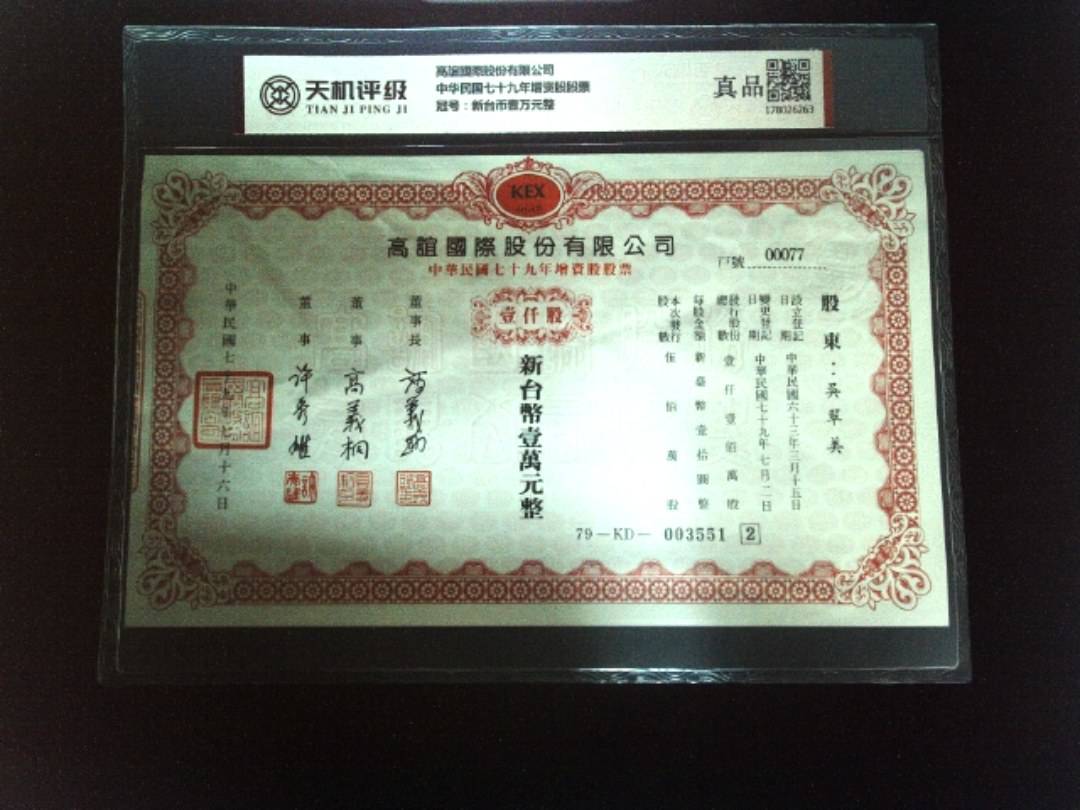 天机评级
TIAN JI PING JI
高誼國際股份有限公司
中华民國七十九年增资股股票
冠号：新台币壹万元整
真品
178026263
KEX
高誼國際股份有限公司
中華民國七十九年增資股股票
戶號 00077
股東：吳翠美
設立登記日期 中華民國六十三年三月十五日
變更登記日期 中華民國七十九年七月二日
發行股份總數 壹仟壹佰萬股
每股金額 新臺幣壹拾圓整
本次發行股數 伍佰萬股
壹仟股
新台幣壹萬元整
董事長
董事 高義桐
董事 許秀雄
中華民國七十九年七月十六日
79－KD－ 003551 2